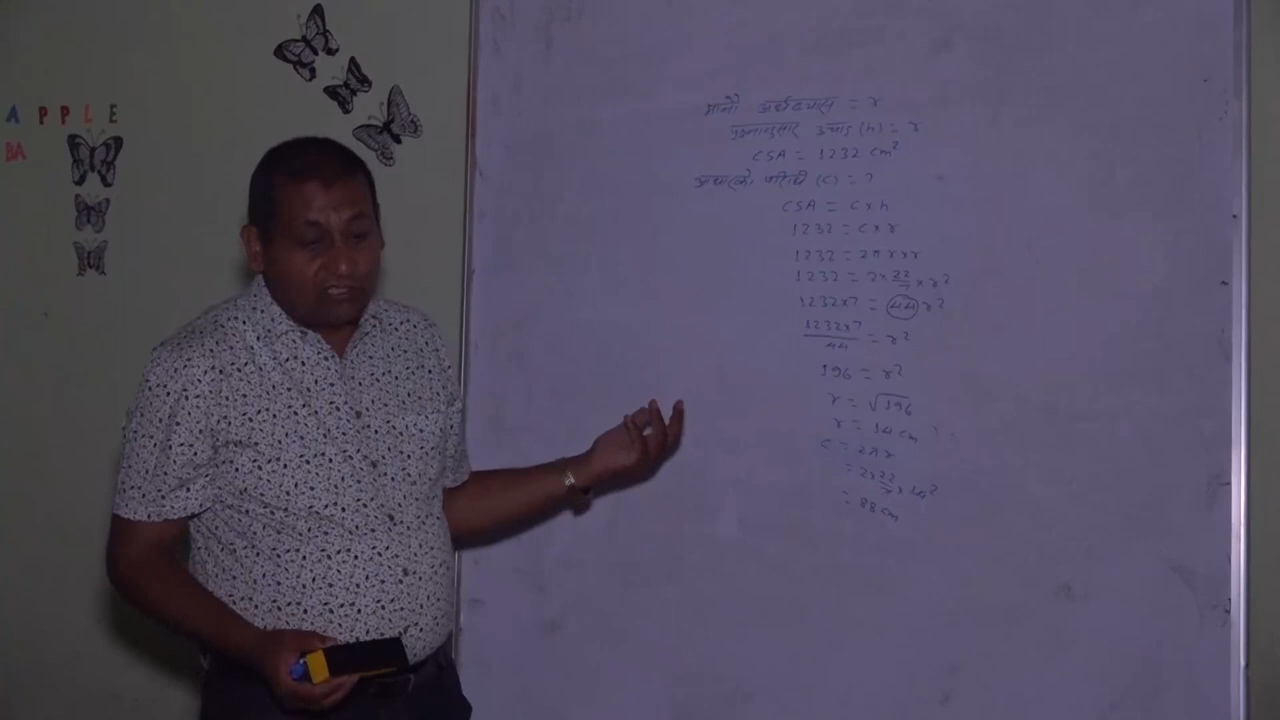 A P P L E
BA
मानौ अर्धव्यास = r
प्रश्नानुसार उचाइ (h) = r
CSA = 1232 cm²
आधारको परिधि (c) = ?
CSA = c × h
1232 = c × r
1232 = 2πr × r
1232 = 2 × 22/7 × r²
1232×7 = 44 r²
1232×7/44 = r²
196 = r²
r = √196
r = 14 cm
c = 2πr
= 2×22/7 × 14 2
= 88 cm